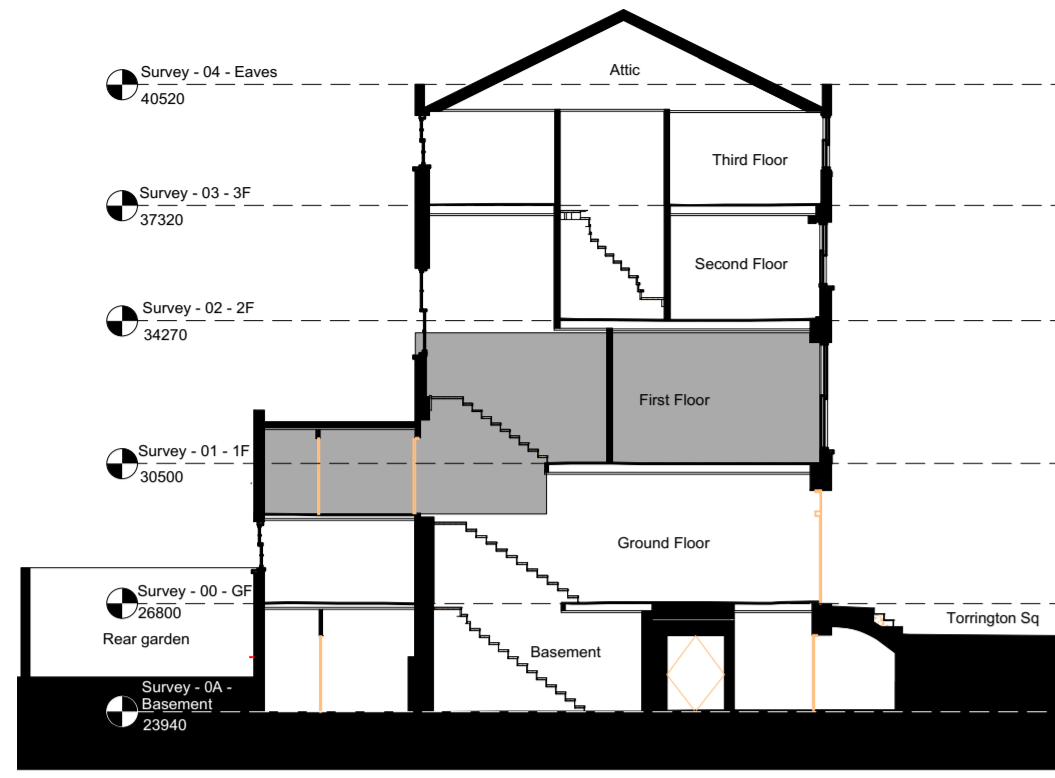 Survey - 04 - Eaves
40520
Attic
Third Floor
Survey - 03 - 3F
37320
Second Floor
Survey - 02 - 2F
34270
First Floor
Survey - 01 - 1F
30500
Ground Floor
Survey - 00 - GF
26800
Rear garden
Torrington Sq
Basement
Survey - 0A -
Basement
23940